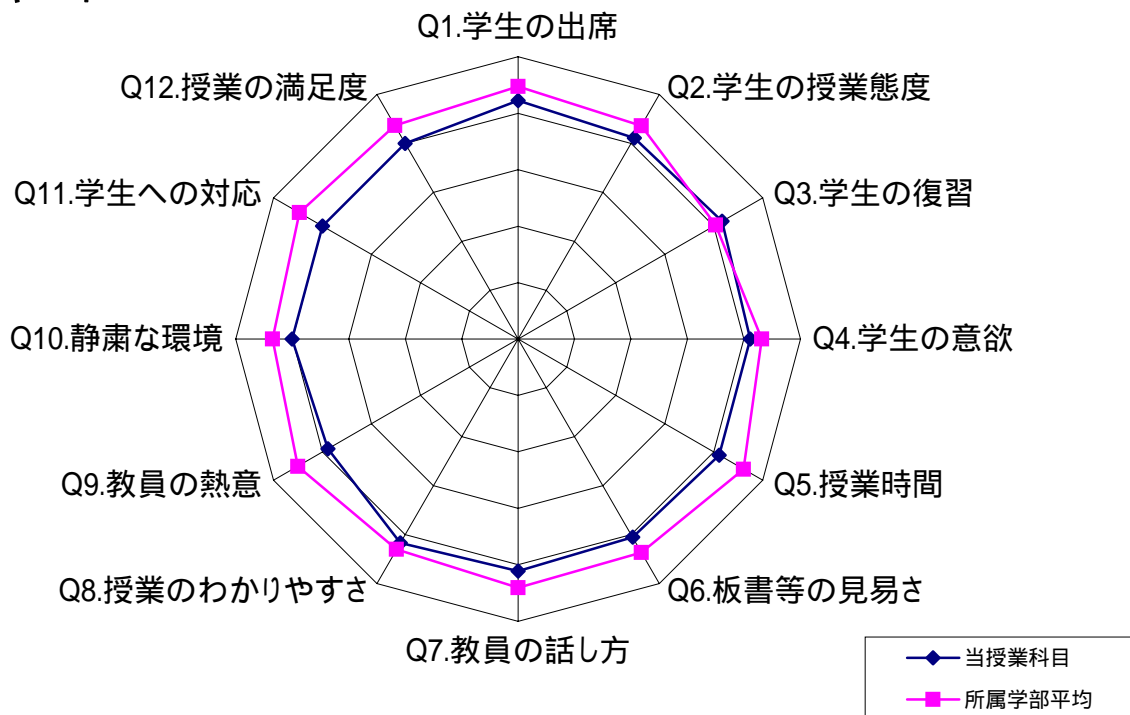 Q1.学生の出席
Q2.学生の授業態度
Q3.学生の復習
Q4.学生の意欲
Q5.授業時間
Q6.板書等の見易さ
Q7.教員の話し方
Q8.授業のわかりやすさ
Q9.教員の熱意
Q10.静粛な環境
Q11.学生への対応
Q12.授業の満足度
当授業科目
所属学部平均